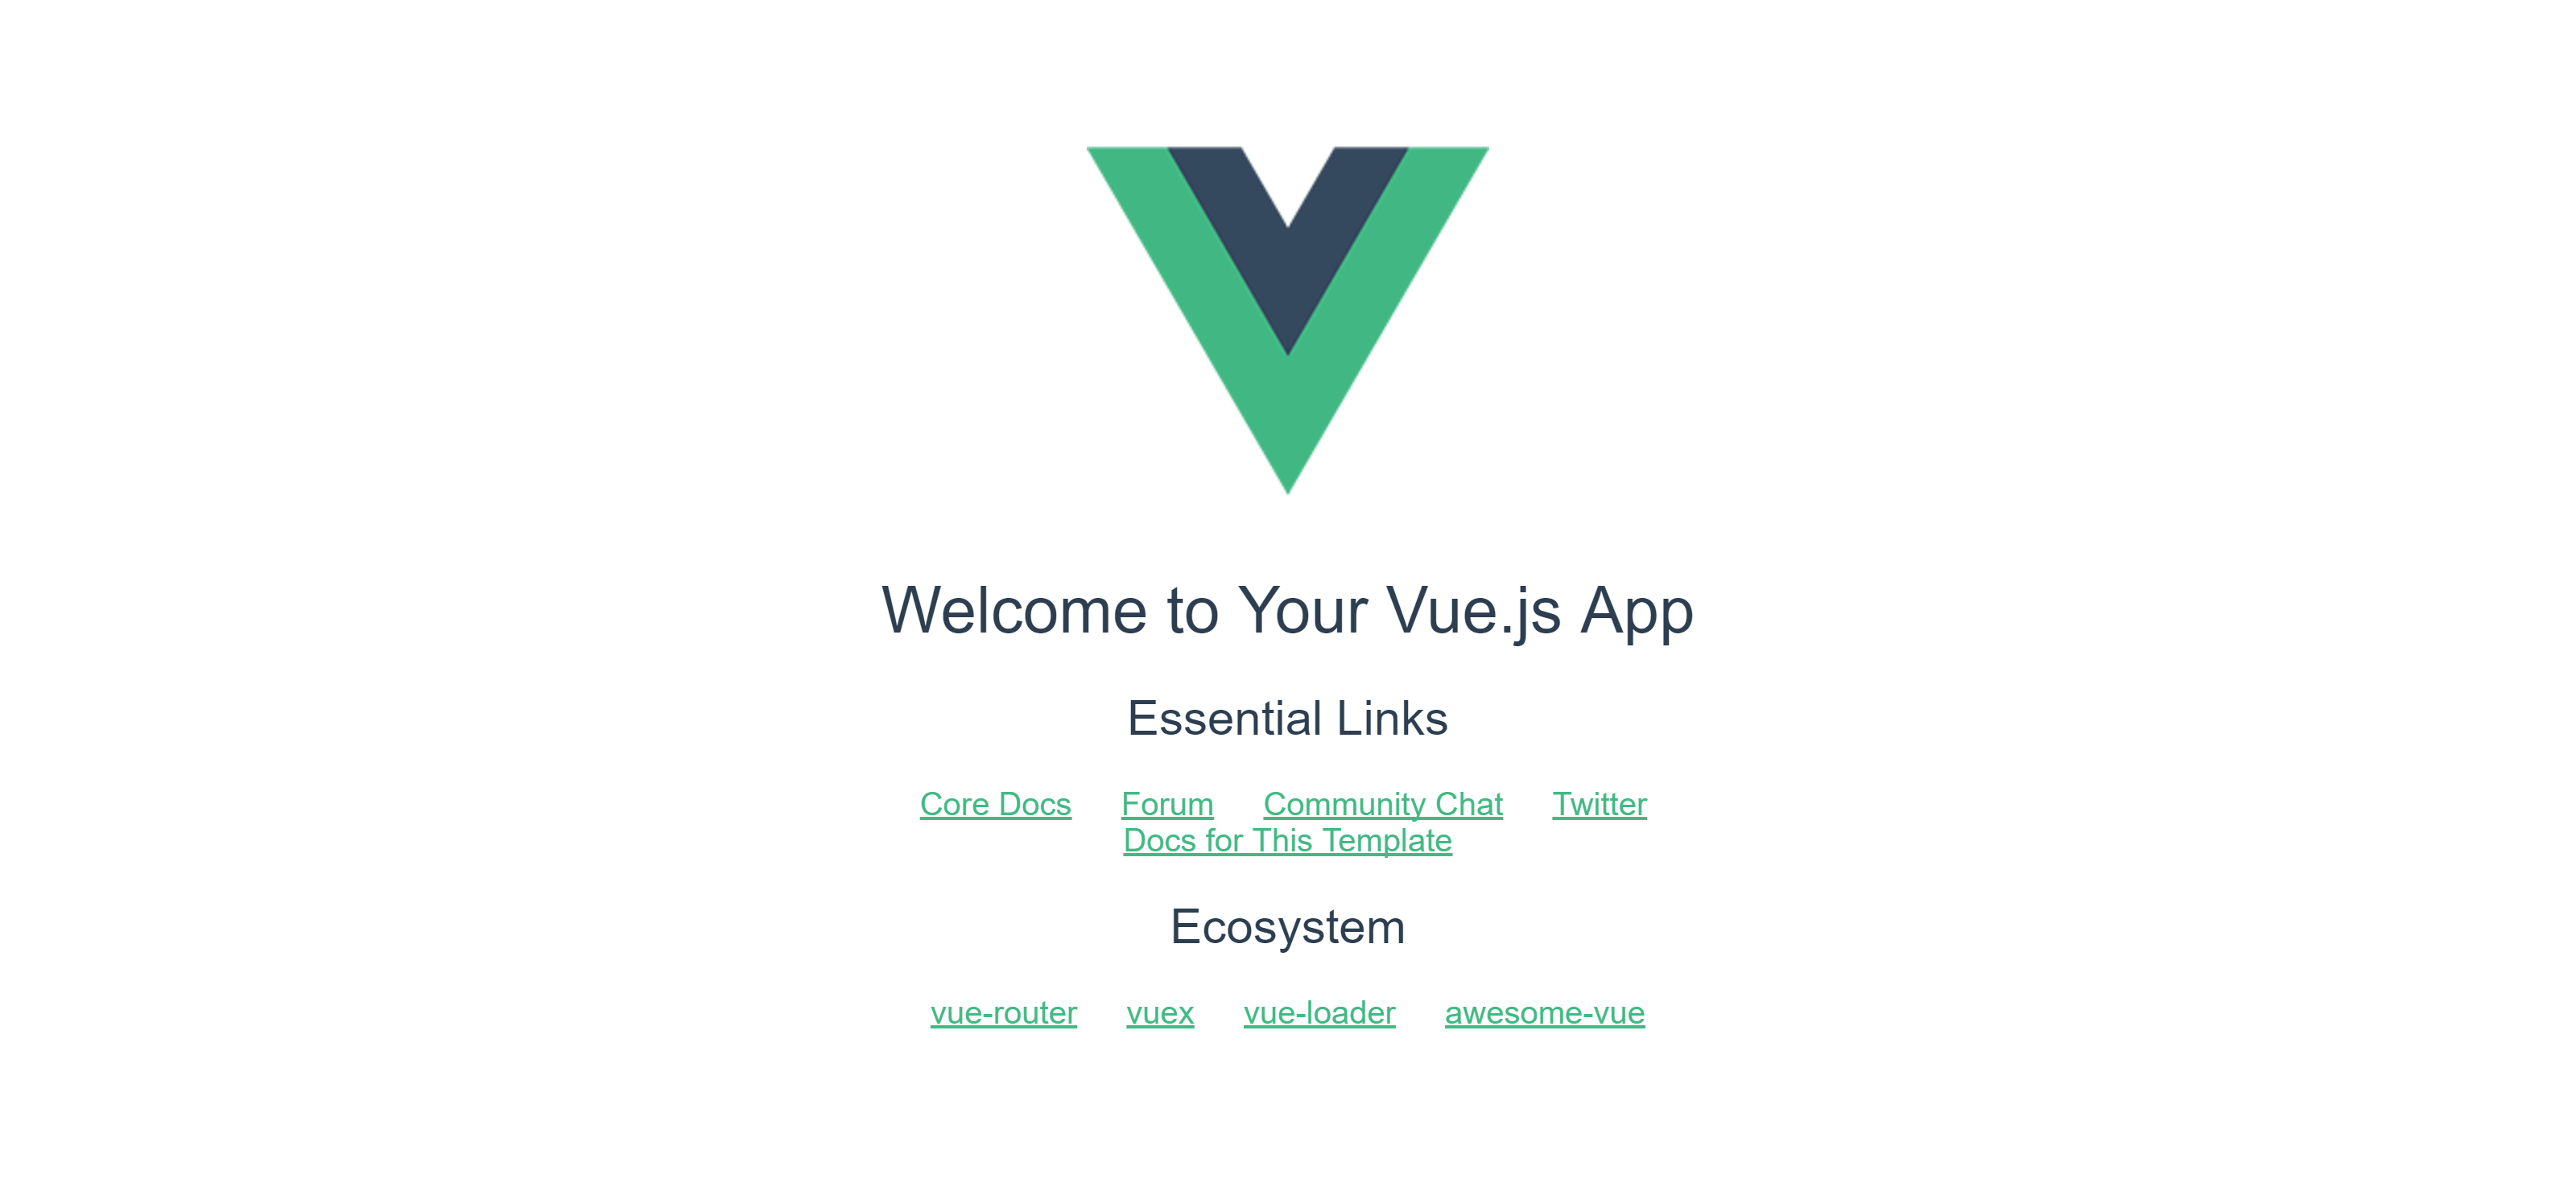 Welcome to Your Vue.js App
Essential Links
Core Docs Forum Community Chat Twitter
Docs for This Template
Ecosystem
vue-router vuex vue-loader awesome-vue